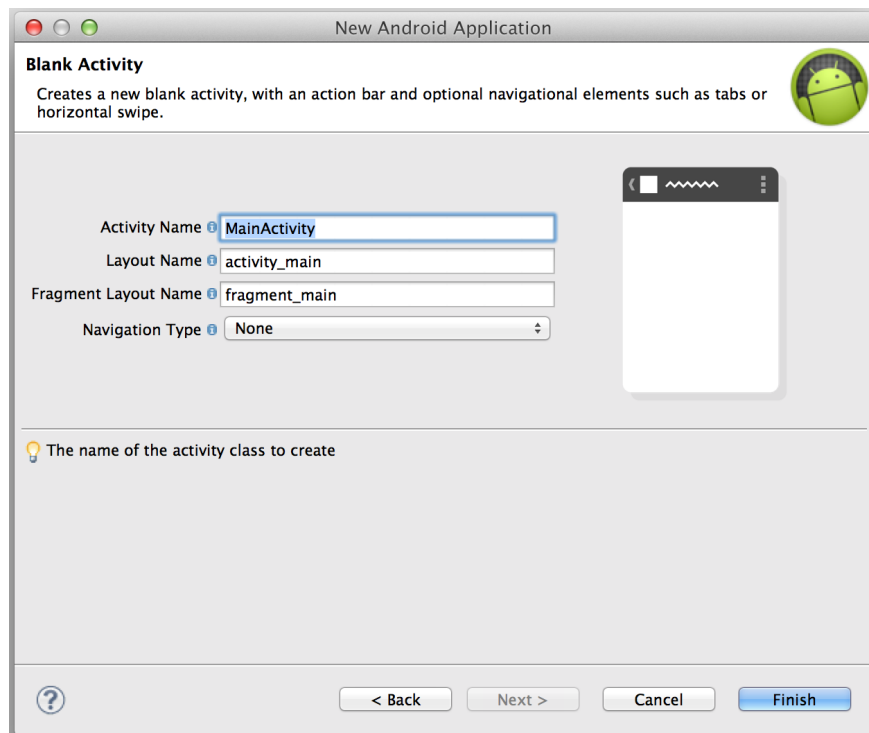 New Android Application
Blank Activity
Creates a new blank activity, with an action bar and optional navigational elements such as tabs or
horizontal swipe.
Activity Name MainActivity
Layout Name activity_main
Fragment Layout Name fragment_main
Navigation Type None
The name of the activity class to create
? < Back Next > Cancel Finish